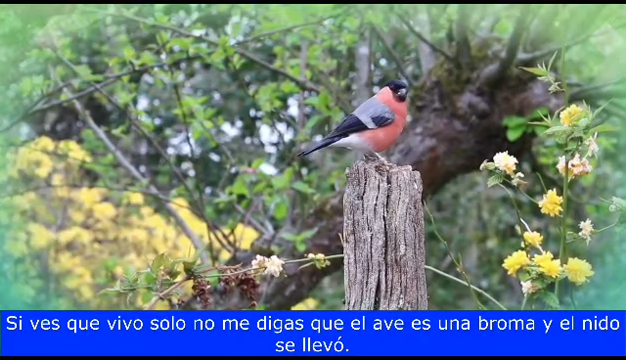 Si ves que vivo solo no me digas que el ave es una broma y el nido
se llevó.